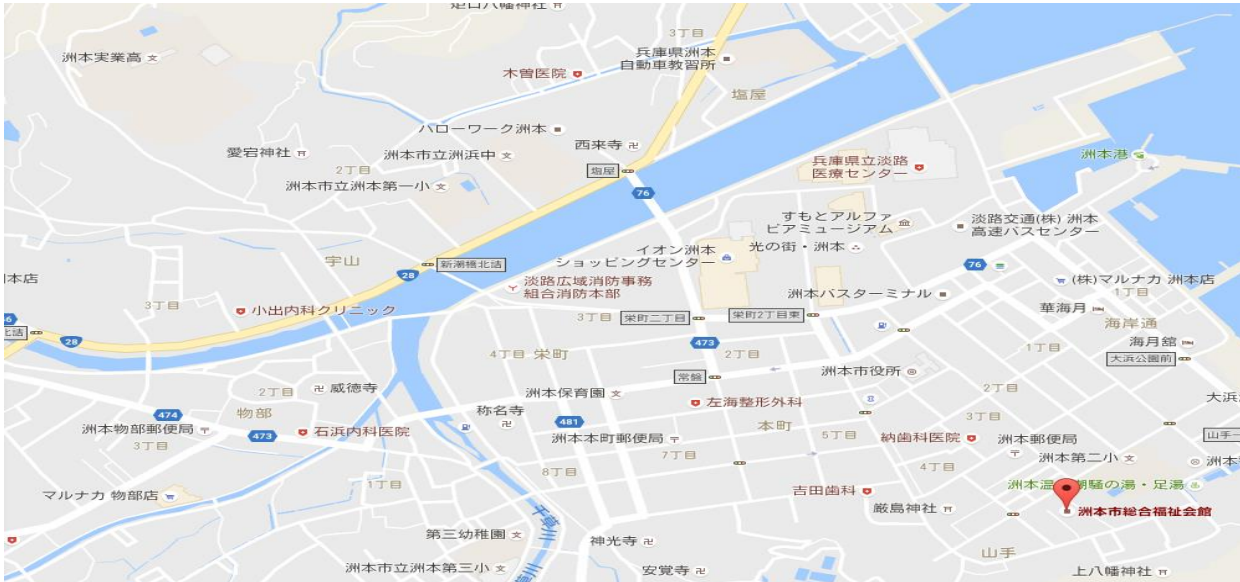 炬口八幡神社
3丁目
洲本実業高
兵庫県洲本
自動車教習所
木曽医院
塩屋
ハローワーク洲本
西来寺
愛宕神社
洲本市立洲浜中
兵庫県立淡路
医療センター
洲本港
2丁目
塩屋
洲本市立洲本第一小
76
すもとアルファ
ビアミュージアム
淡路交通(株) 洲本
高速バスセンター
イオン洲本
ショッピングセンター
光の街・洲本
宇山
新潮橋北詰
76
28
本店
淡路広域消防事務
組合消防本部
(株)マルナカ 洲本店
洲本バスターミナル
1丁目
3丁目
小出内科クリニック
華海月
3丁目
栄町二丁目
栄町2丁目東
海岸通
北詰
28
473
海月舘
4丁目
栄町
2丁目
1丁目
大浜公園前
常盤
洲本市役所
2丁目
威徳寺
洲本保育園
大浜
左海整形外科
474
物部
称名寺
3丁目
481
本町
洲本物部郵便局
473
石浜内科医院
洲本本町郵便局
5丁目
納歯科医院
洲本郵便局
山手一
3丁目
7丁目
洲本第二小
洲本
8丁目
4丁目
1丁目
洲本温
潮騒の湯・足湯
マルナカ 物部店
吉田歯科
厳島神社
洲本市総合福祉会館
千草川
第三幼稚園
神光寺
山手
洲本市立洲本第三小
安覚寺
上八幡神社